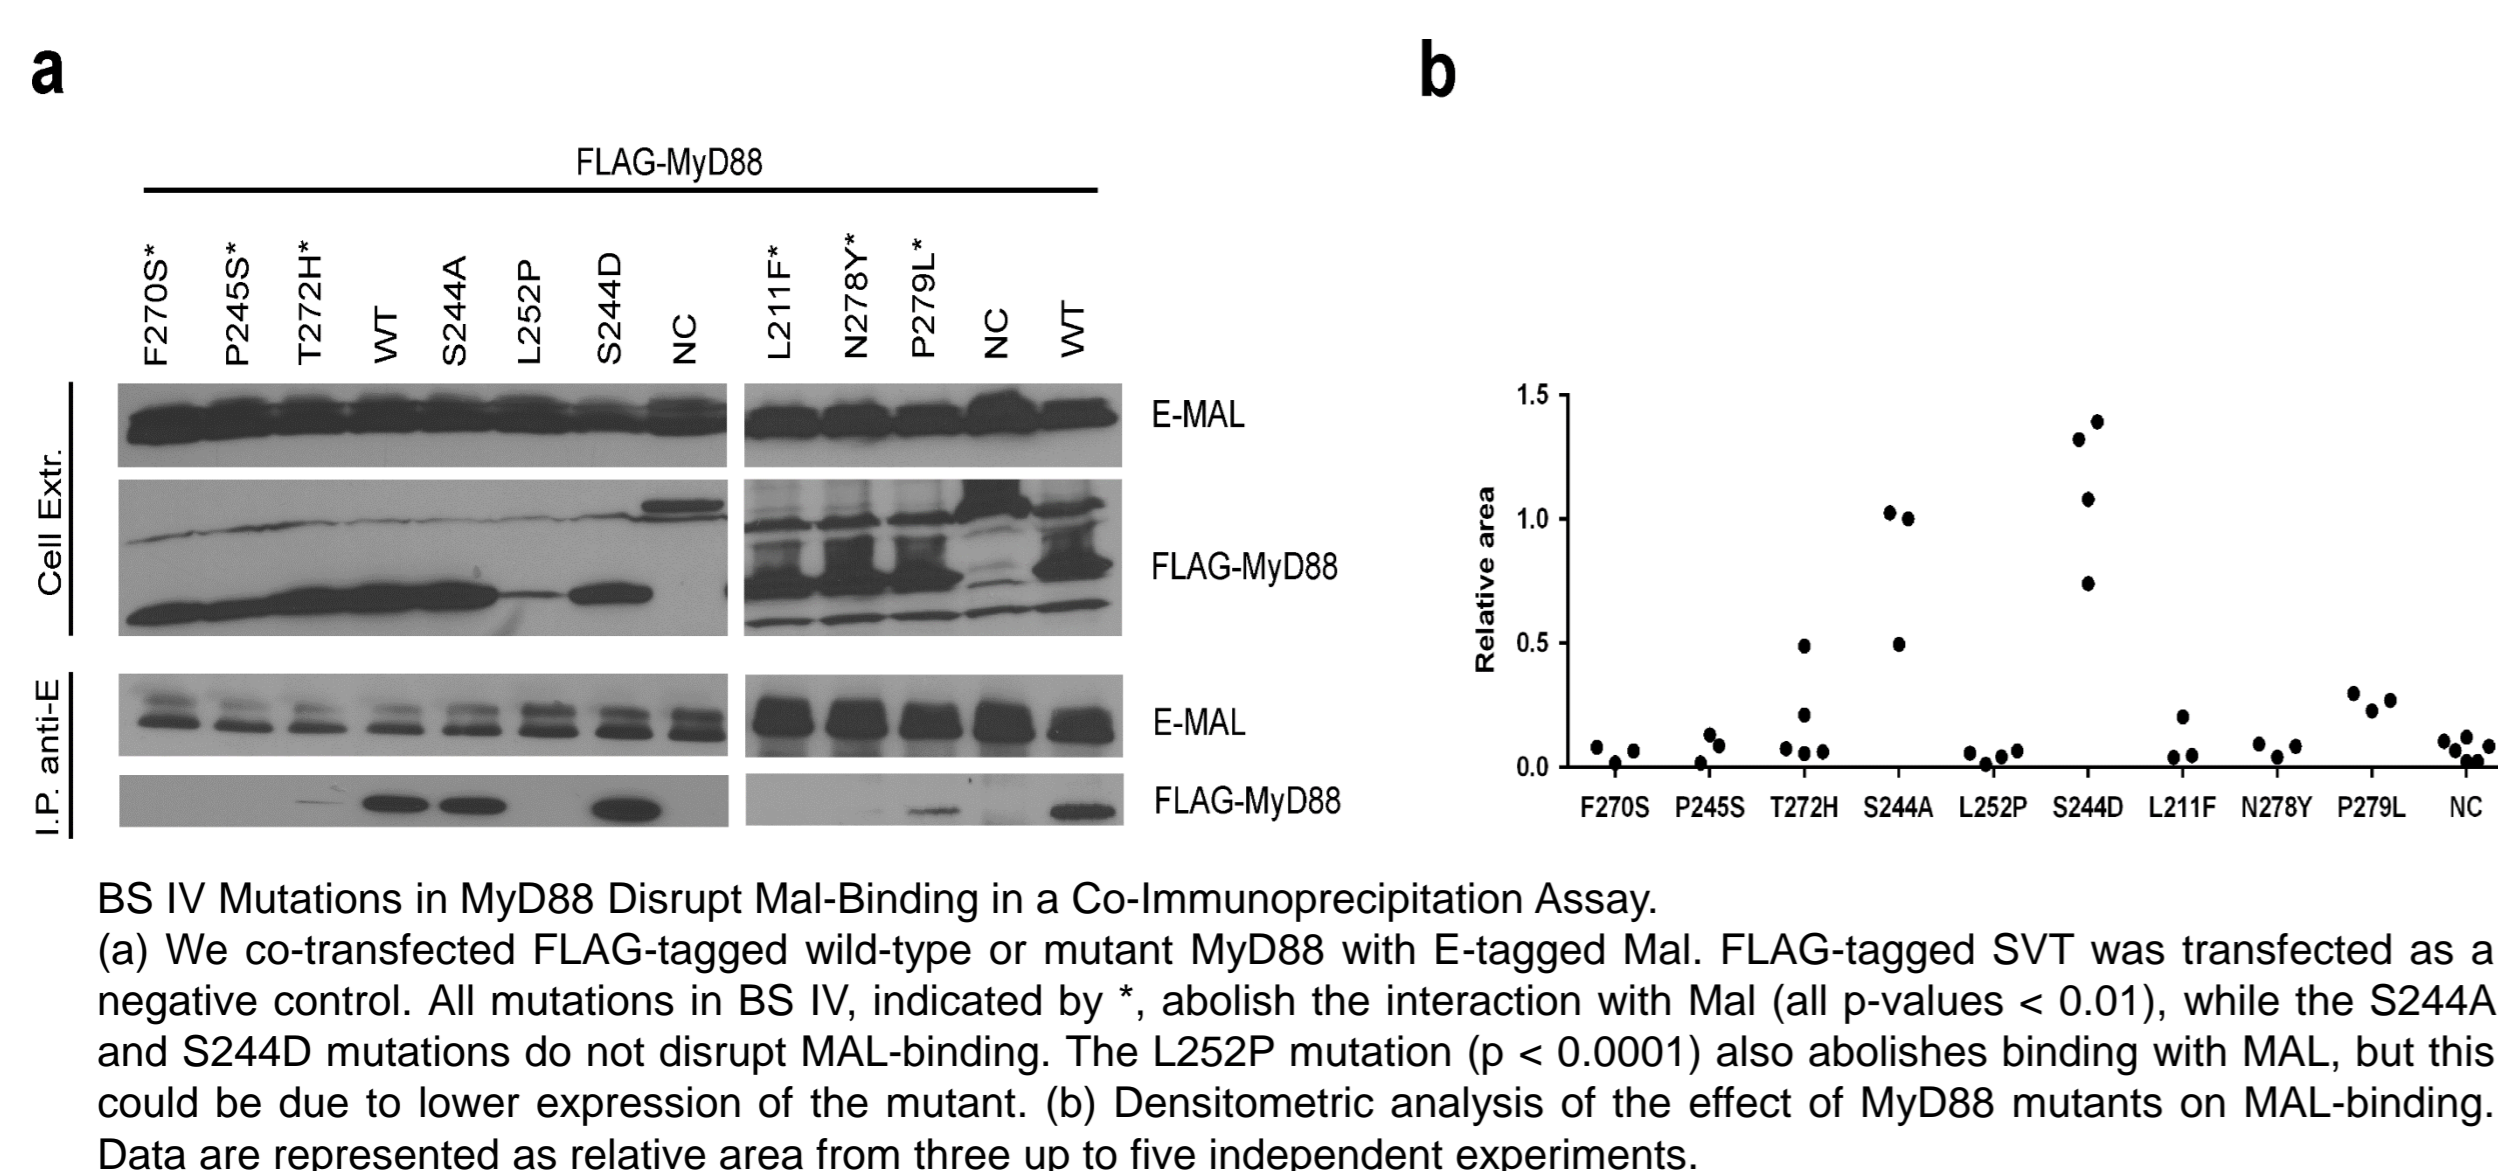 a
b
FLAG-MyD88
F270S*
P245S*
T272H*
WT
S244A
L252P
S244D
NC
L211F*
N278Y*
P279L*
NC
WT
Cell Extr.
E-MAL
FLAG-MyD88
I.P. anti-E
E-MAL
FLAG-MyD88
Relative area
1.5
1.0
0.5
0.0
F270S P245S T272H S244A L252P S244D L211F N278Y P279L NC
BS IV Mutations in MyD88 Disrupt Mal-Binding in a Co-Immunoprecipitation Assay.
(a) We co-transfected FLAG-tagged wild-type or mutant MyD88 with E-tagged Mal. FLAG-tagged SVT was transfected as a
negative control. All mutations in BS IV, indicated by *, abolish the interaction with Mal (all p-values < 0.01), while the S244A
and S244D mutations do not disrupt MAL-binding. The L252P mutation (p < 0.0001) also abolishes binding with MAL, but this
could be due to lower expression of the mutant. (b) Densitometric analysis of the effect of MyD88 mutants on MAL-binding.
Data are represented as relative area from three up to five independent experiments.